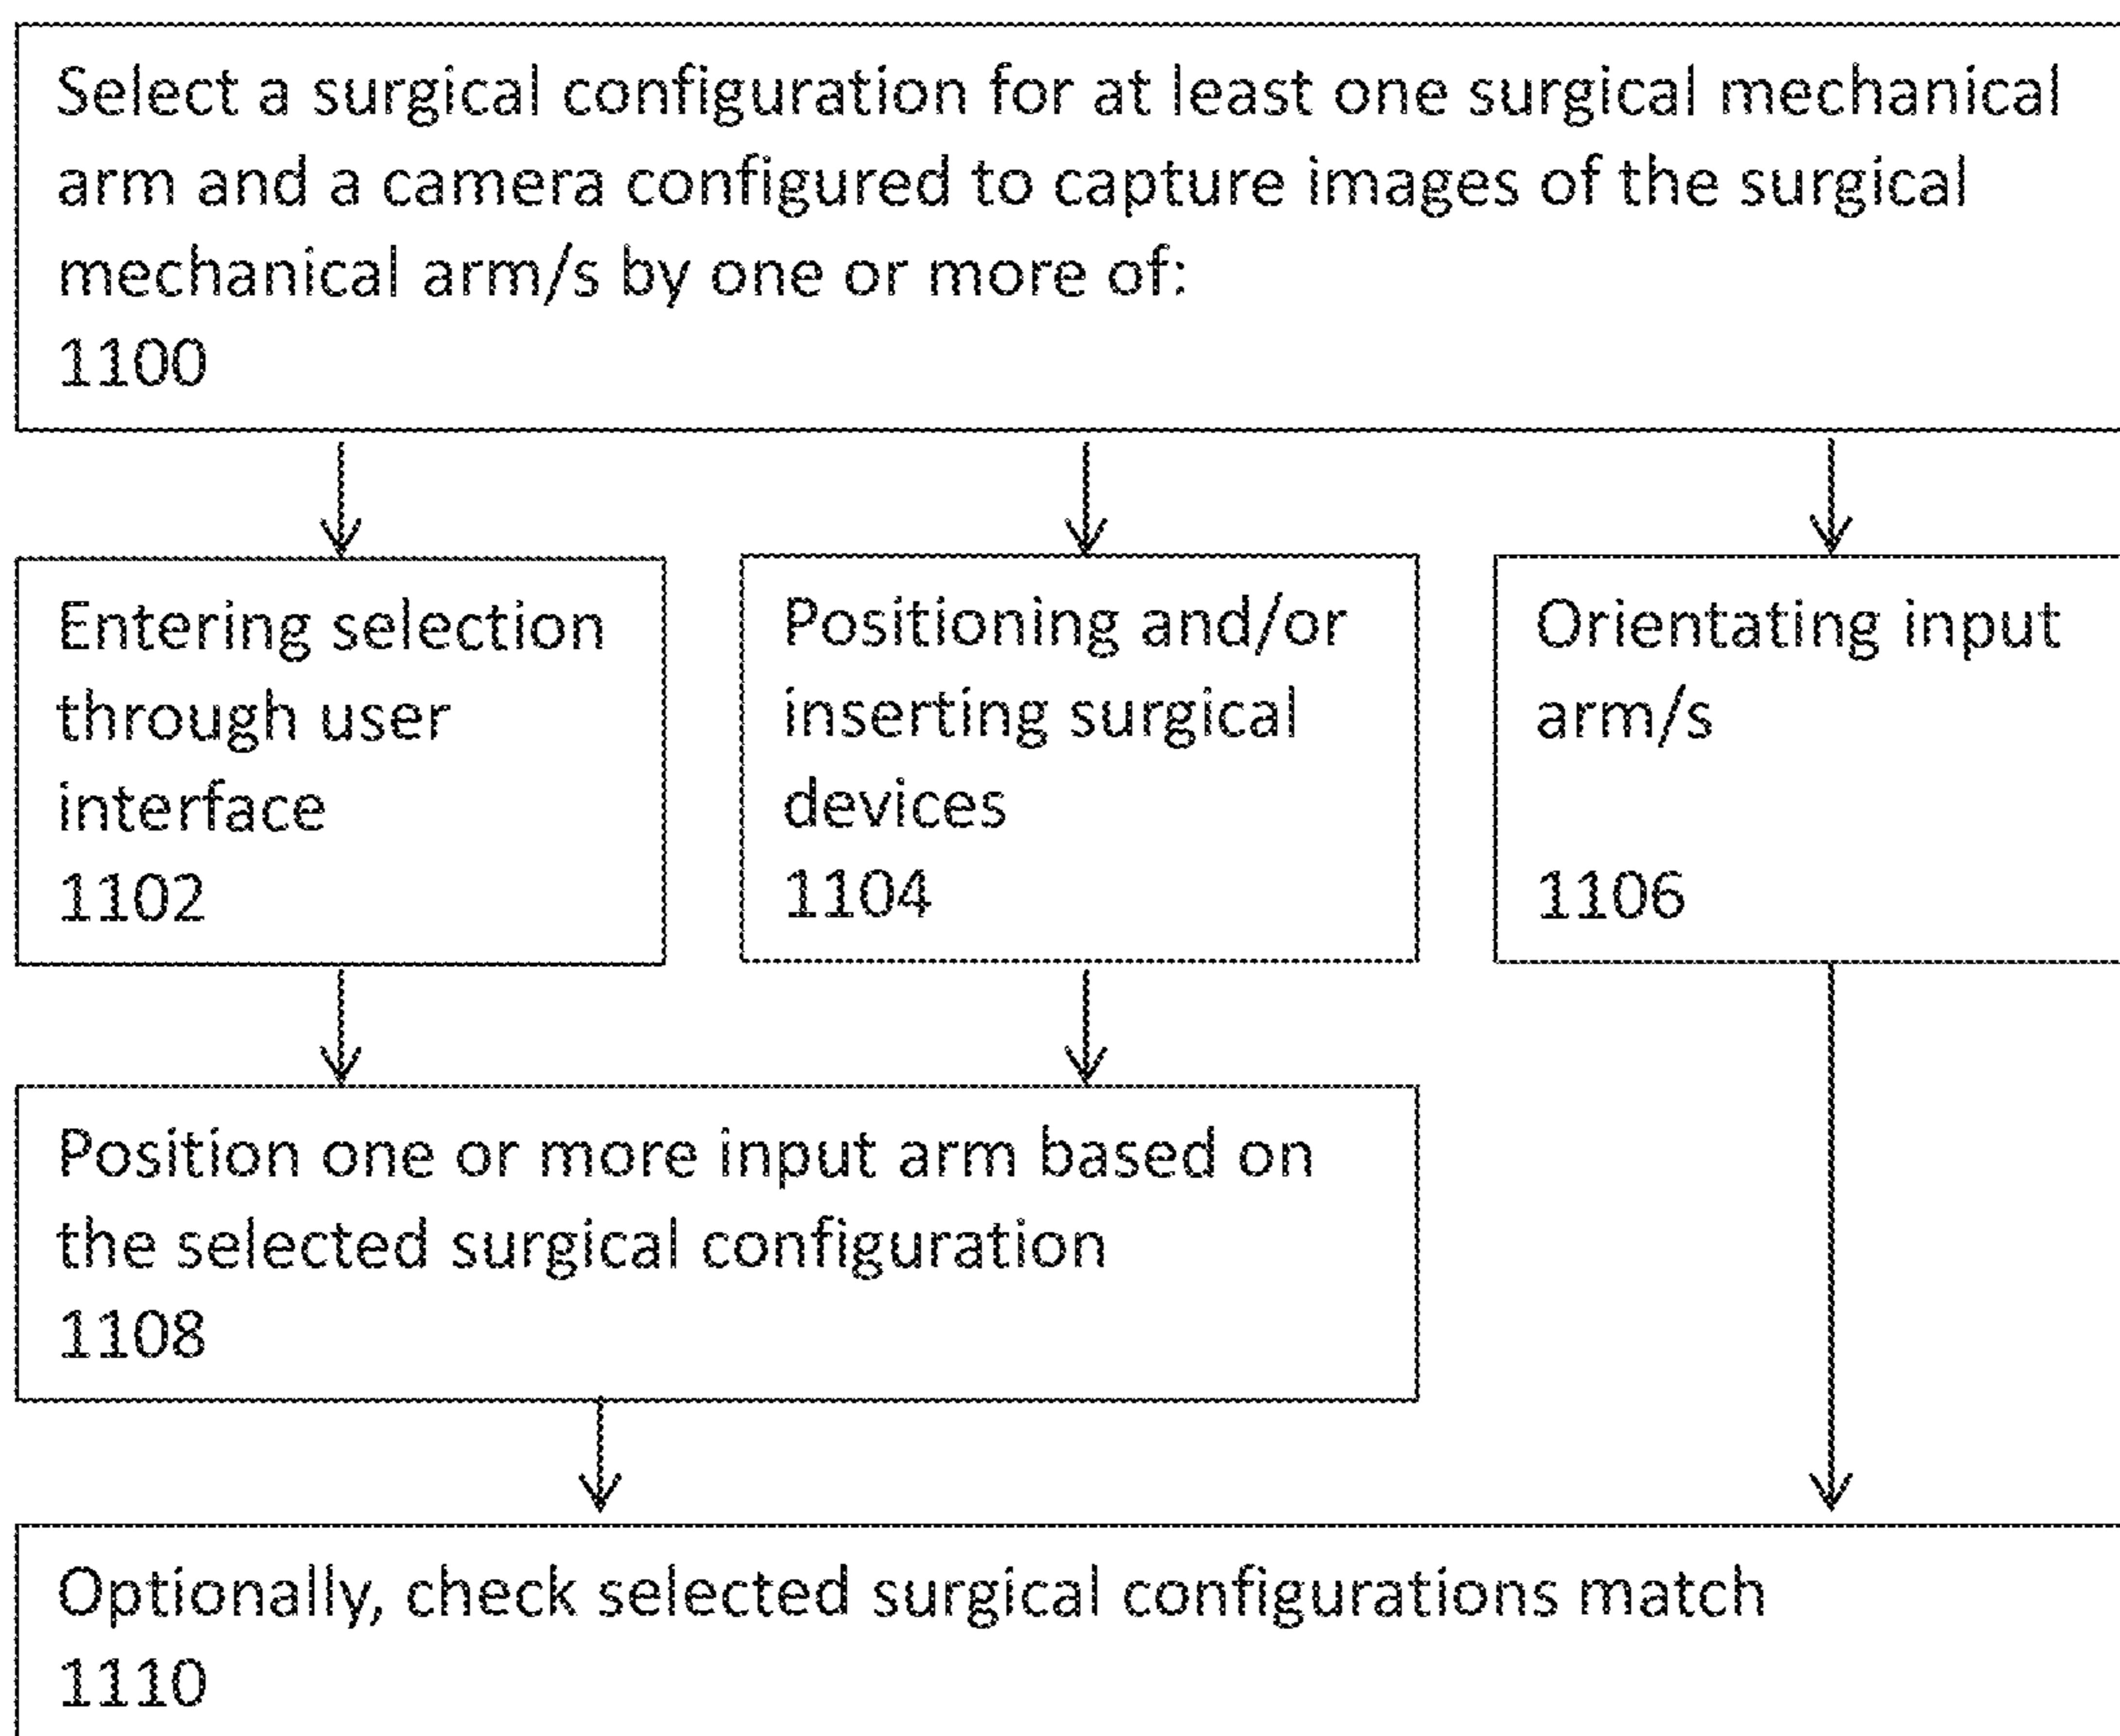 Select a surgical configuration for at least one surgical mechanical
arm and a camera configured to capture images of the surgical
mechanical arm/s by one or more of:
1100
Entering selection
through user
interface
1102
Positioning and/or
inserting surgical
devices
1104
Orientating input
arm/s
1106
Position one or more input arm based on
the selected surgical configuration
1108
Optionally, check selected surgical configurations match
1110